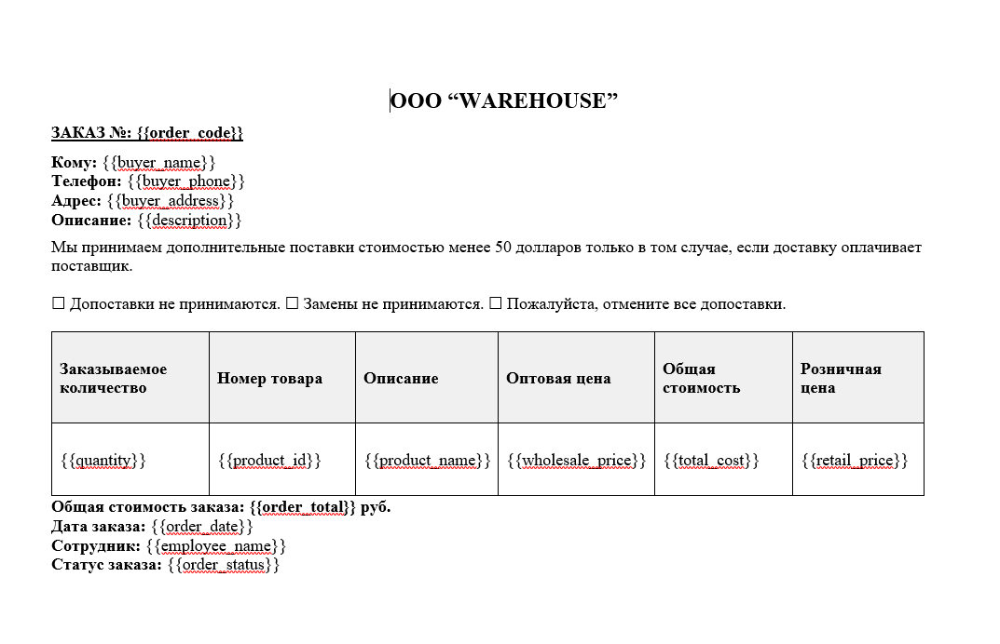 ООО “WAREHOUSE”
ЗАКАЗ №: {{order_code}}
Кому: {{buyer_name}}
Телефон: {{buyer_phone}}
Адрес: {{buyer_address}}
Описание: {{description}}
Мы принимаем дополнительные поставки стоимостью менее 50 долларов только в том случае, если доставку оплачивает
поставщик.
☐ Допоставки не принимаются. ☐ Замены не принимаются. ☐ Пожалуйста, отмените все допоставки.
Заказываемое количество Номер товара Описание Оптовая цена Общая стоимость Розничная цена
{{quantity}} {{product_id}} {{product_name}} {{wholesale_price}} {{total_cost}} {{retail_price}}
Общая стоимость заказа: {{order_total}} руб.
Дата заказа: {{order_date}}
Сотрудник: {{employee_name}}
Статус заказа: {{order_status}}